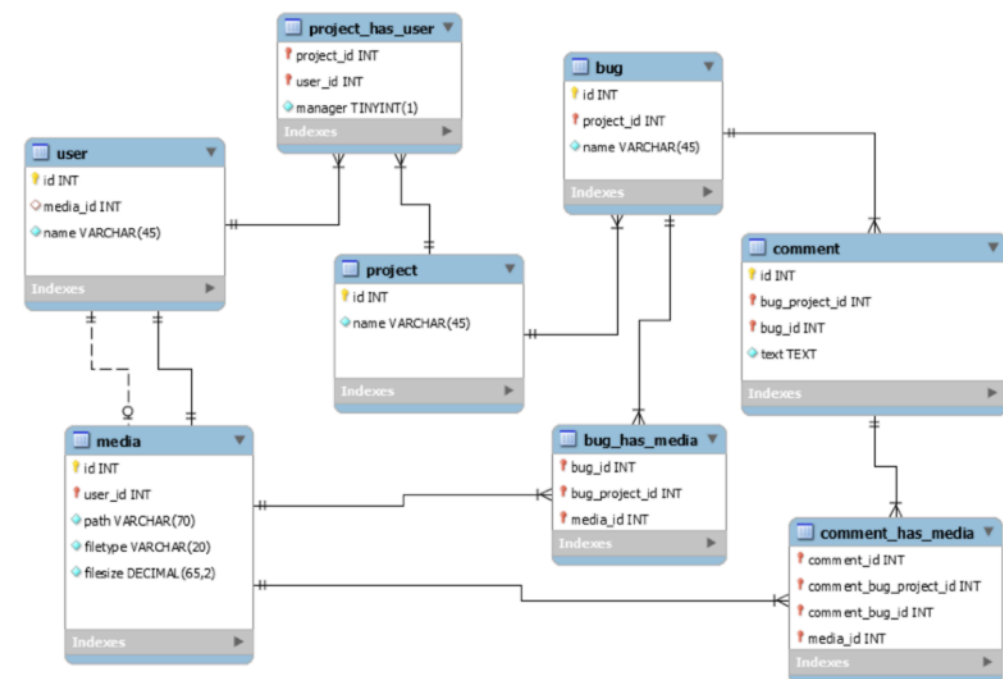 project_has_user
project_id INT
user_id INT
manager TINYINT(1)
Indexes
bug
id INT
project_id INT
name VARCHAR(45)
Indexes
user
id INT
media_id INT
name VARCHAR(45)
Indexes
project
id INT
name VARCHAR(45)
Indexes
comment
id INT
bug_project_id INT
bug_id INT
text TEXT
Indexes
media
id INT
user_id INT
path VARCHAR(70)
filetype VARCHAR(20)
filesize DECIMAL(65,2)
Indexes
bug_has_media
bug_id INT
bug_project_id INT
media_id INT
Indexes
comment_has_media
comment_id INT
comment_bug_project_id INT
comment_bug_id INT
media_id INT
Indexes